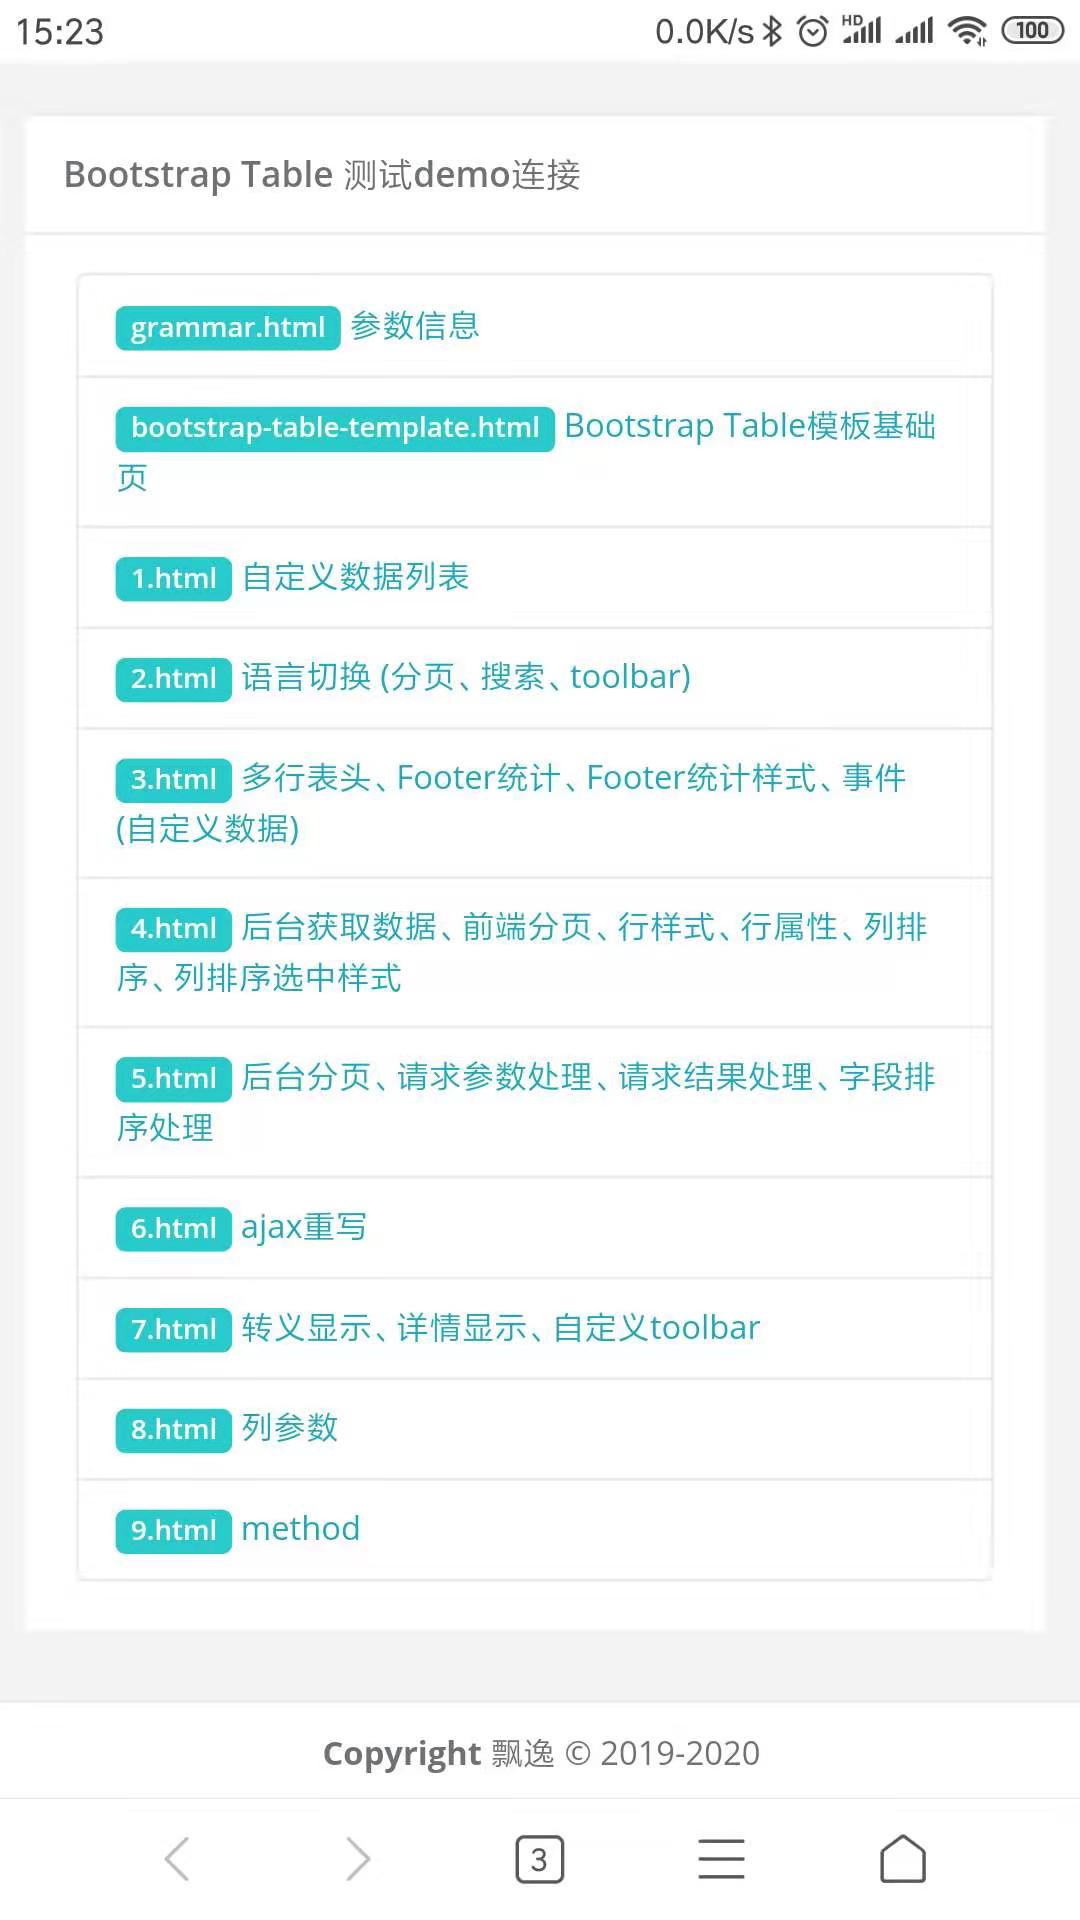 15:23 0.0K/s HD 100
Bootstrap Table 测试demo连接
grammar.html 参数信息
bootstrap-table-template.html Bootstrap Table模板基础
页
1.html 自定义数据列表
2.html 语言切换 (分页、搜索、toolbar)
3.html 多行表头、Footer统计、Footer统计样式、事件
(自定义数据)
4.html 后台获取数据、前端分页、行样式、行属性、列排
序、列排序选中样式
5.html 后台分页、请求参数处理、请求结果处理、字段排
序处理
6.html ajax重写
7.html 转义显示、详情显示、自定义toolbar
8.html 列参数
9.html method
Copyright 飘逸 © 2019-2020
3